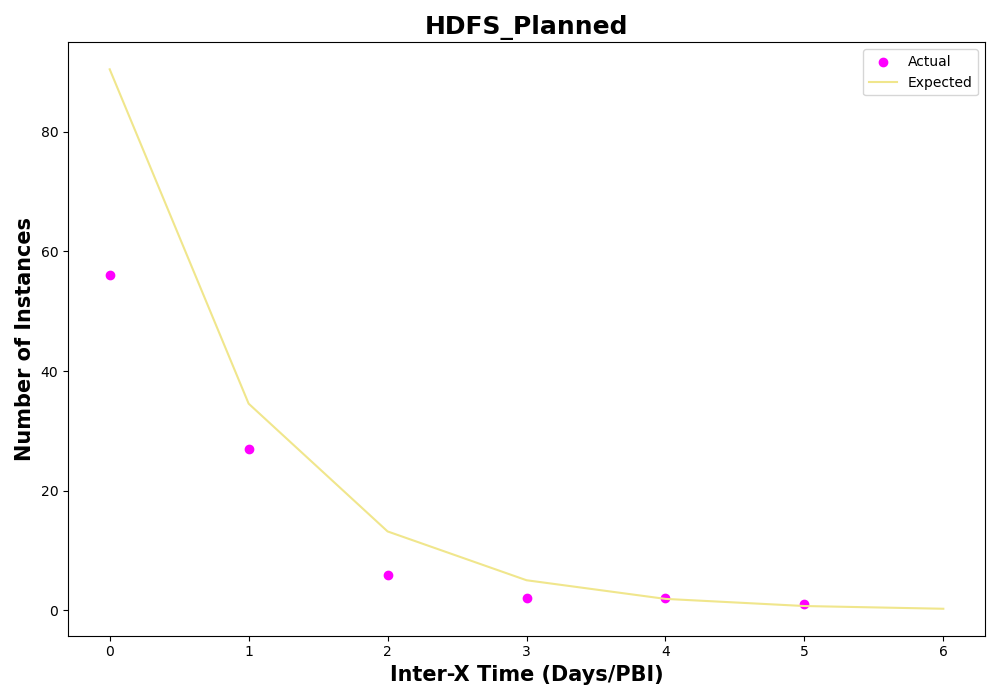 HDFS_Planned
Actual
Expected
Number of Instances
80
60
40
20
0
0 1 2 3 4 5 6
Inter-X Time (Days/PBI)